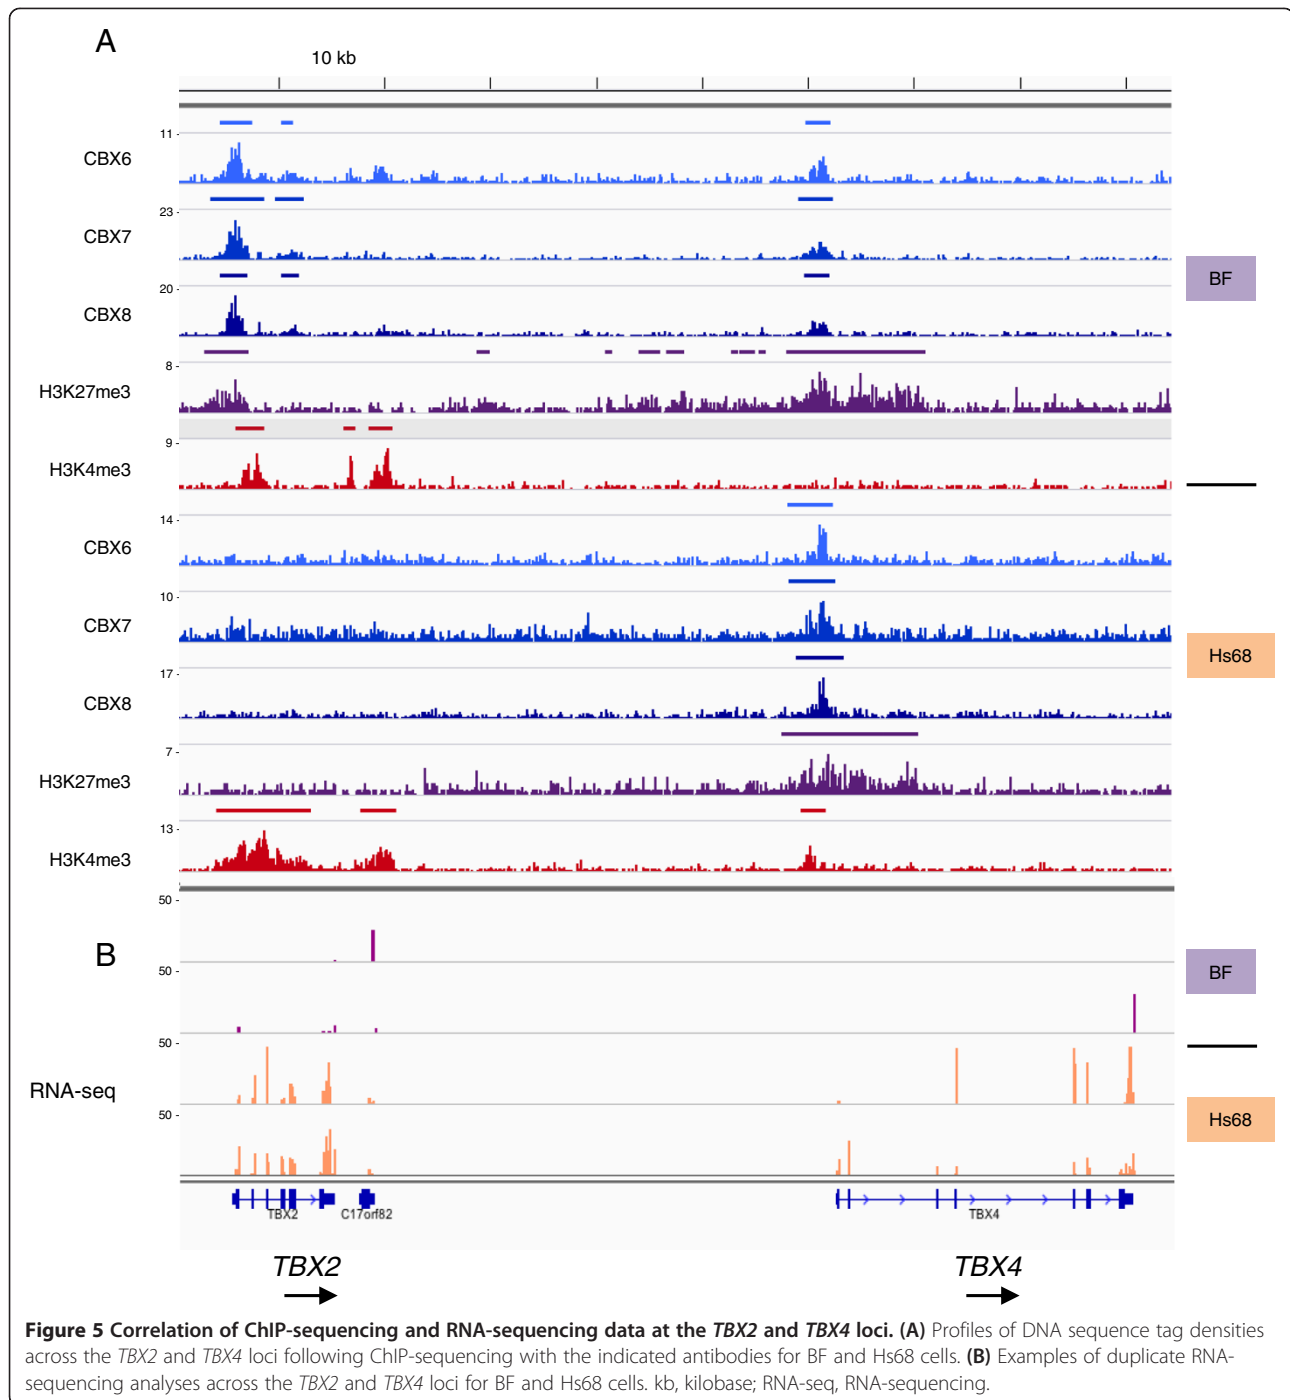 A
10 kb
11
CBX6
23
CBX7
20
CBX8
8
H3K27me3
9
H3K4me3
BF
14
CBX6
10
CBX7
17
CBX8
7
H3K27me3
13
H3K4me3
Hs68
B
50
50
50
50
RNA-seq
BF
Hs68
TBX2 C17orf82 TBX4
TBX2 TBX4
Figure 5 Correlation of ChIP-sequencing and RNA-sequencing data at the TBX2 and TBX4 loci. (A) Profiles of DNA sequence tag densities
across the TBX2 and TBX4 loci following ChIP-sequencing with the indicated antibodies for BF and Hs68 cells. (B) Examples of duplicate RNA-
sequencing analyses across the TBX2 and TBX4 loci for BF and Hs68 cells. kb, kilobase; RNA-seq, RNA-sequencing.